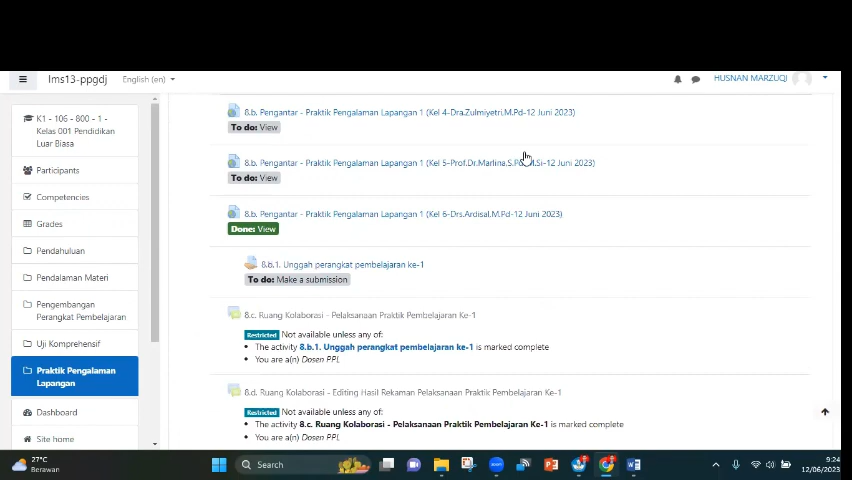 lms13-ppgdj
English (en)
HUSNAN MARZUQI
K1 - 106 - 800 - 1 -
Kelas 001 Pendidikan
Luar Biasa
Participants
Competencies
Grades
Pendahuluan
Pendalaman Materi
Pengembangan
Perangkat Pembelajaran
Uji Komprehensif
Praktik Pengalaman
Lapangan
Dashboard
Site home
8.b. Pengantar - Praktik Pengalaman Lapangan 1 (Kel 4-Dra.Zulmiyetri.M.Pd-12 Juni 2023)
To do: View
8.b. Pengantar - Praktik Pengalaman Lapangan 1 (Kel 5-Prof.Dr.Marlina.S.Pd.M.Si-12 Juni 2023)
To do: View
8.b. Pengantar - Praktik Pengalaman Lapangan 1 (Kel 6-Drs.Ardisal.M.Pd-12 Juni 2023)
Done: View
8.b.1. Unggah perangkat pembelajaran ke-1
To do: Make a submission
8.c. Ruang Kolaborasi - Pelaksanaan Praktik Pembelajaran Ke-1
Restricted Not available unless any of:
The activity 8.b.1. Unggah perangkat pembelajaran ke-1 is marked complete
You are a(n) Dosen PPL
8.d. Ruang Kolaborasi - Editing Hasil Rekaman Pelaksanaan Praktik Pembelajaran Ke-1
Restricted Not available unless any of:
The activity 8.c. Ruang Kolaborasi - Pelaksanaan Praktik Pembelajaran Ke-1 is marked complete
You are a(n) Dosen PPL
27°C
Berawan
Search
9:24
12/06/2023